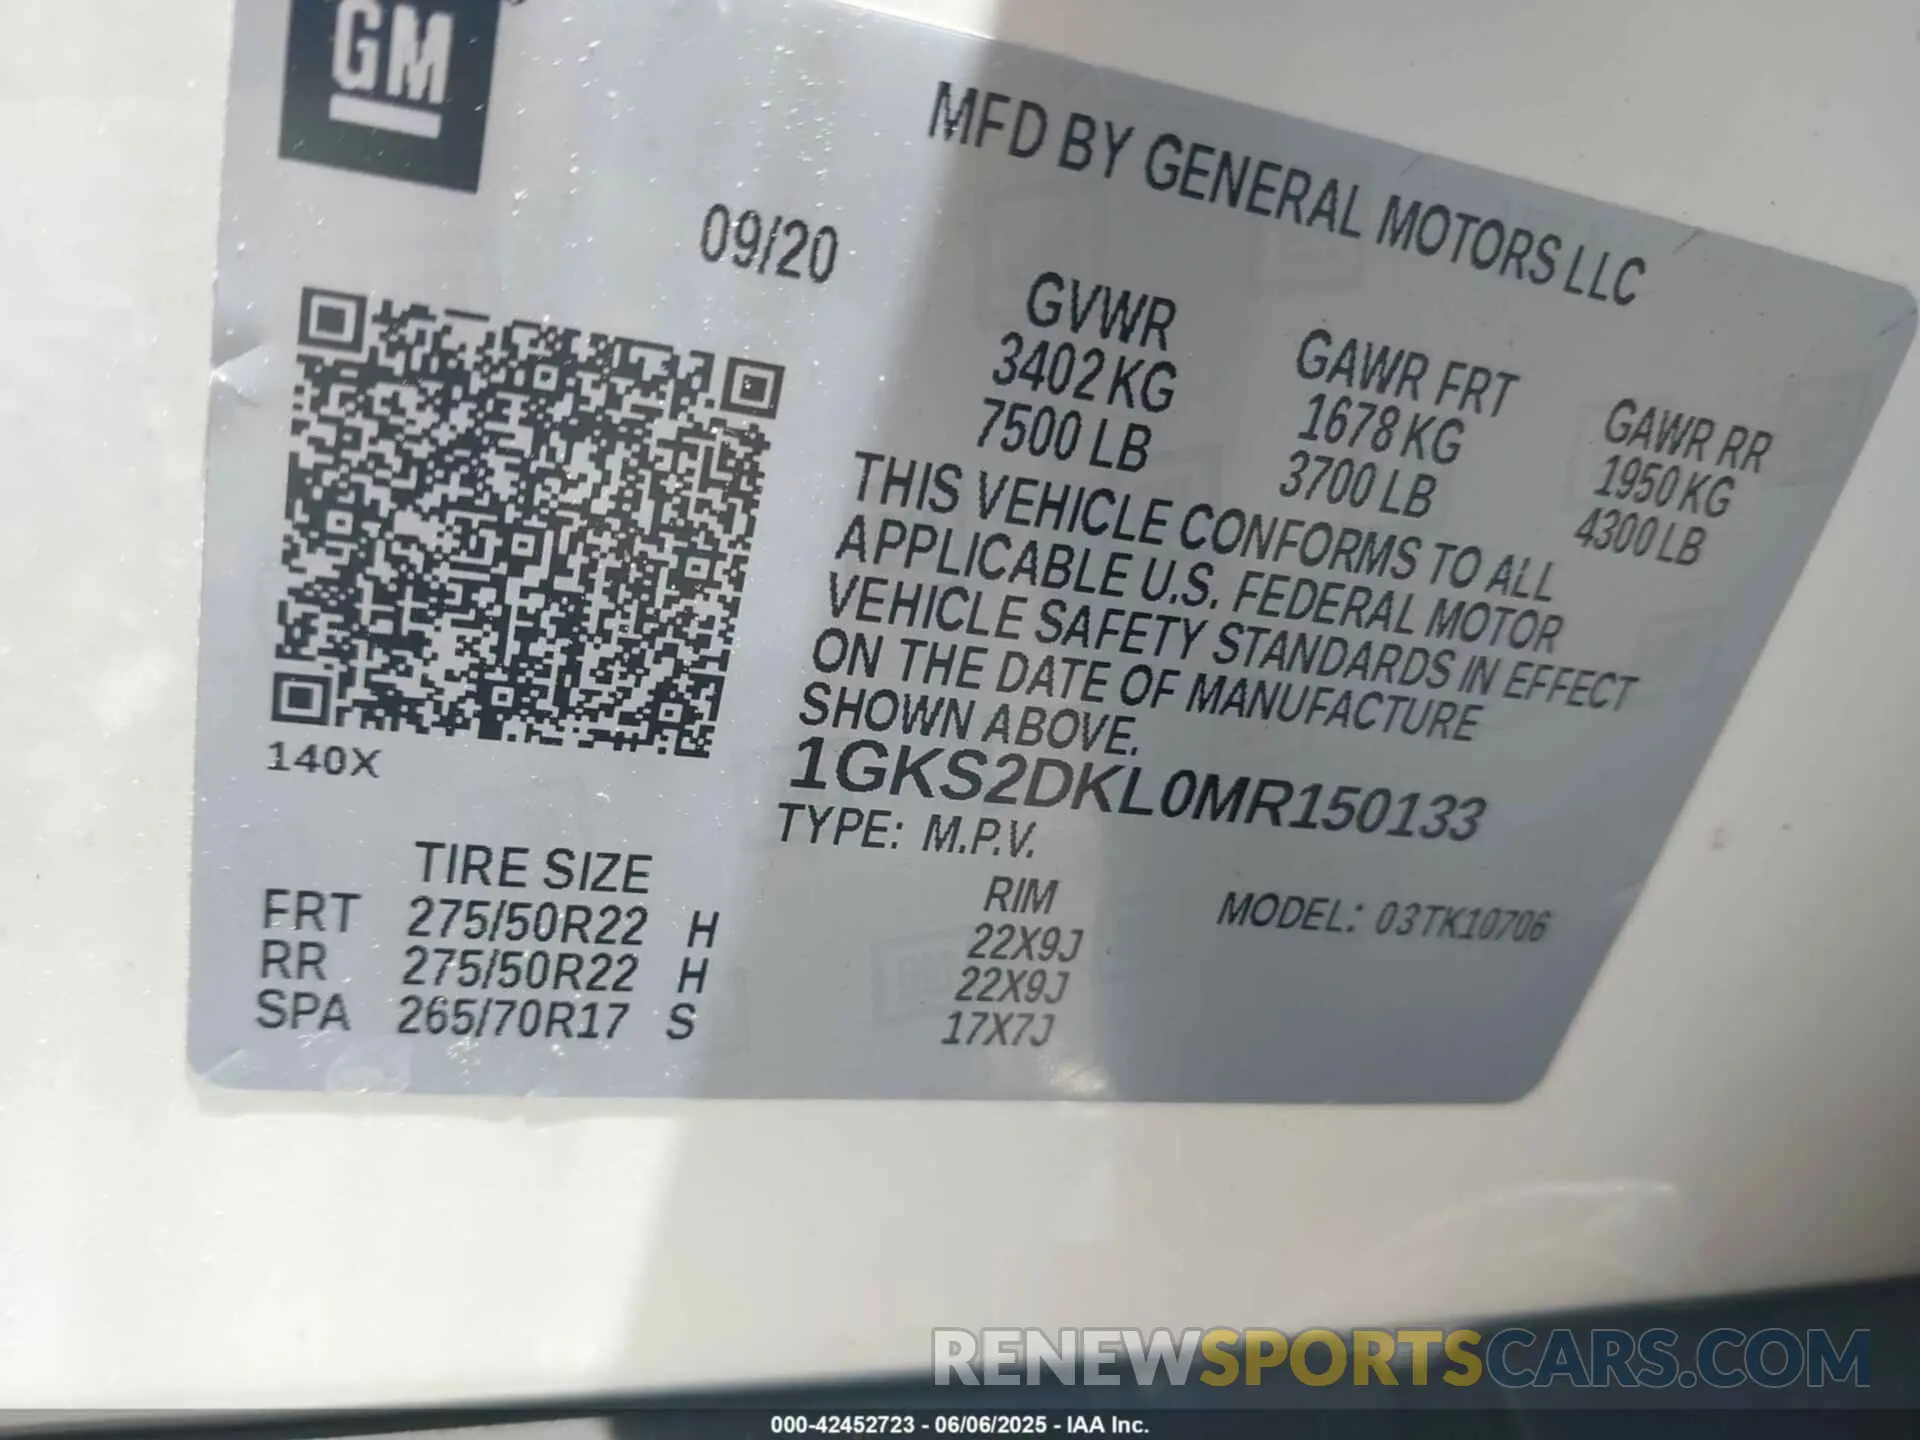 GM
MFD BY GENERAL MOTORS LLC
09/20
GVWR GAWR FRT GAWR RR
3402 KG 1678 KG 1950 KG
7500 LB 3700 LB 4300 LB
THIS VEHICLE CONFORMS TO ALL
APPLICABLE U.S. FEDERAL MOTOR
VEHICLE SAFETY STANDARDS IN EFFECT
ON THE DATE OF MANUFACTURE
SHOWN ABOVE.
140X
1GKS2DKL0MR150133
TYPE: M.P.V.
MODEL: 03TK10706
TIRE SIZE RIM
FRT 275/50R22 H 22X9J
RR 275/50R22 H 22X9J
SPA 265/70R17 S 17X7J
RENEWSPORTSCARS.COM
000-42452723 - 06/06/2025 - IAA Inc.